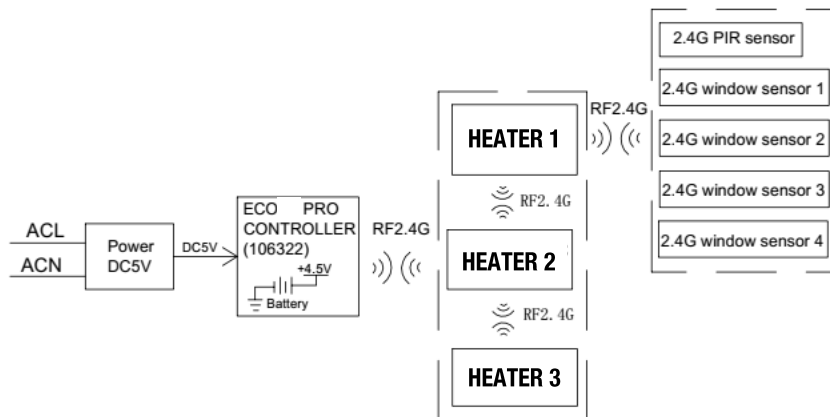 ACL
ACN
Power
DC5V
DC5V
ECO PRO
CONTROLLER
(106322)
+4.5V
Battery
RF2.4G
HEATER 1
RF2.4G
HEATER 2
RF2.4G
HEATER 3
RF2.4G
2.4G PIR sensor
2.4G window sensor 1
2.4G window sensor 2
2.4G window sensor 3
2.4G window sensor 4